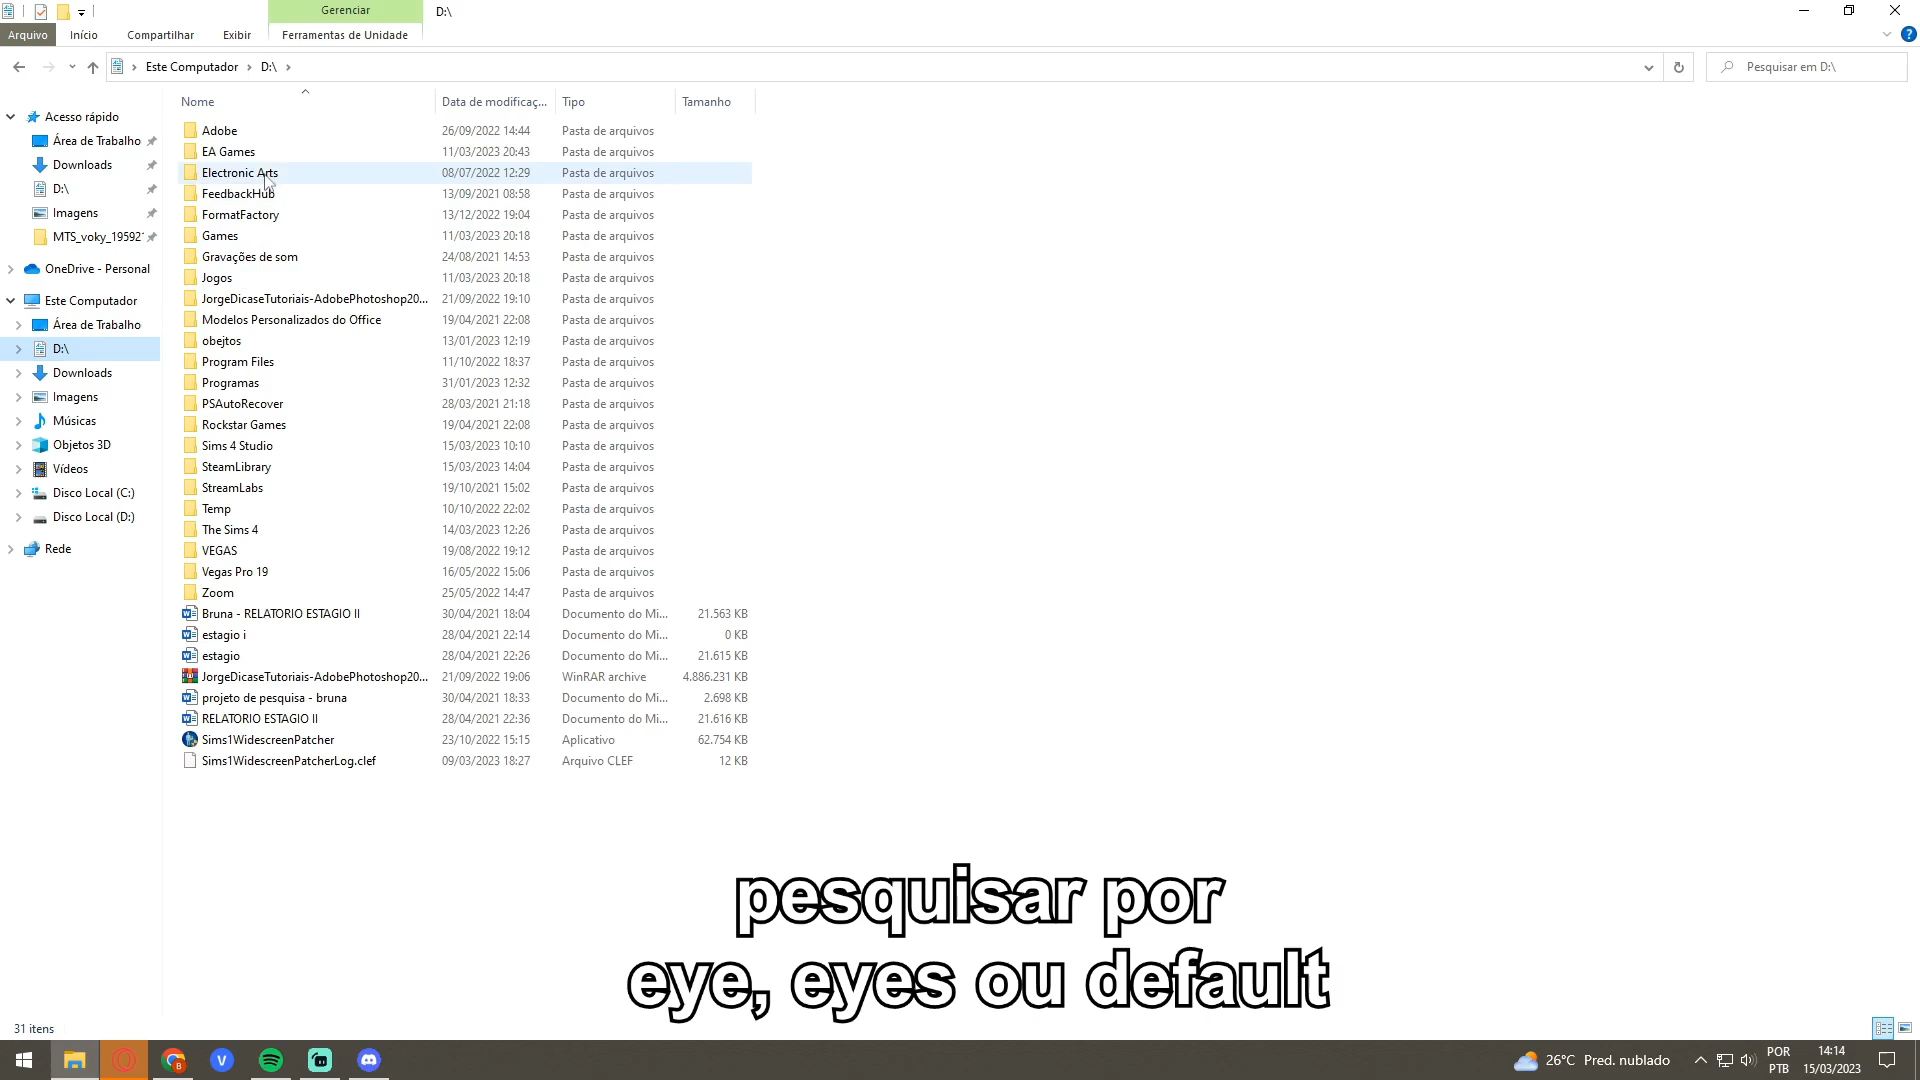 Gerenciar
D:\
Arquivo
Início
Compartilhar
Exibir
Ferramentas de Unidade
Este Computador
D:\
Pesquisar em D:\
Nome
Data de modificaç...
Tipo
Tamanho
Acesso rápido
Área de Trabalho
Downloads
D:\
Imagens
MTS_voky_19592
OneDrive - Personal
Este Computador
Área de Trabalho
D:\
Downloads
Imagens
Músicas
Objetos 3D
Vídeos
Disco Local (C:)
Disco Local (D:)
Rede
Adobe 26/09/2022 14:44 Pasta de arquivos
EA Games 11/03/2023 20:43 Pasta de arquivos
Electronic Arts 08/07/2022 12:29 Pasta de arquivos
FeedbackHub 13/09/2021 08:58 Pasta de arquivos
FormatFactory 13/12/2022 19:04 Pasta de arquivos
Games 11/03/2023 20:18 Pasta de arquivos
Gravações de som 24/08/2021 14:53 Pasta de arquivos
Jogos 11/03/2023 20:18 Pasta de arquivos
JorgeDicaseTutoriais-AdobePhotoshop20... 21/09/2022 19:10 Pasta de arquivos
Modelos Personalizados do Office 19/04/2021 22:08 Pasta de arquivos
obejtos 13/01/2023 12:19 Pasta de arquivos
Program Files 11/10/2022 18:37 Pasta de arquivos
Programas 31/01/2023 12:32 Pasta de arquivos
PSAutoRecover 28/03/2021 21:18 Pasta de arquivos
Rockstar Games 19/04/2021 22:08 Pasta de arquivos
Sims 4 Studio 15/03/2023 10:10 Pasta de arquivos
SteamLibrary 15/03/2023 14:04 Pasta de arquivos
StreamLabs 19/10/2021 15:02 Pasta de arquivos
Temp 10/10/2022 22:02 Pasta de arquivos
The Sims 4 14/03/2023 12:26 Pasta de arquivos
VEGAS 19/08/2022 19:12 Pasta de arquivos
Vegas Pro 19 16/05/2022 15:06 Pasta de arquivos
Zoom 25/05/2022 14:47 Pasta de arquivos
Bruna - RELATORIO ESTAGIO II 30/04/2021 18:04 Documento do Mi... 21.563 KB
estagio i 28/04/2021 22:14 Documento do Mi... 0 KB
estagio 28/04/2021 22:26 Documento do Mi... 21.615 KB
JorgeDicaseTutoriais-AdobePhotoshop20... 21/09/2022 19:06 WinRAR archive 4.886.231 KB
projeto de pesquisa - bruna 30/04/2021 18:33 Documento do Mi... 2.698 KB
RELATORIO ESTAGIO II 28/04/2021 22:36 Documento do Mi... 21.616 KB
Sims1WidescreenPatcher 23/10/2022 15:15 Aplicativo 62.754 KB
Sims1WidescreenPatcherLog.clef 09/03/2023 18:27 Arquivo CLEF 12 KB
pesquisar por
eye, eyes ou default
31 itens
26°C Pred. nublado
POR
PTB
14:14
15/03/2023